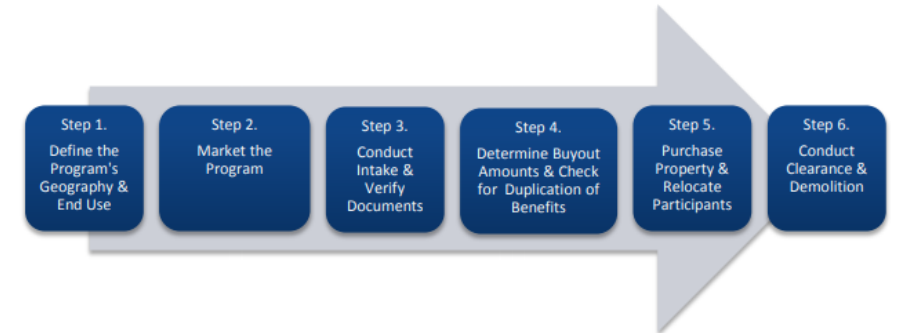 Step 1.
Define the
Program's
Geography &
End Use
Step 2.
Market the
Program
Step 3.
Conduct
Intake &
Verify
Documents
Step 4.
Determine Buyout
Amounts & Check
for Duplication of
Benefits
Step 5.
Purchase
Property &
Relocate
Participants
Step 6.
Conduct
Clearance &
Demolition